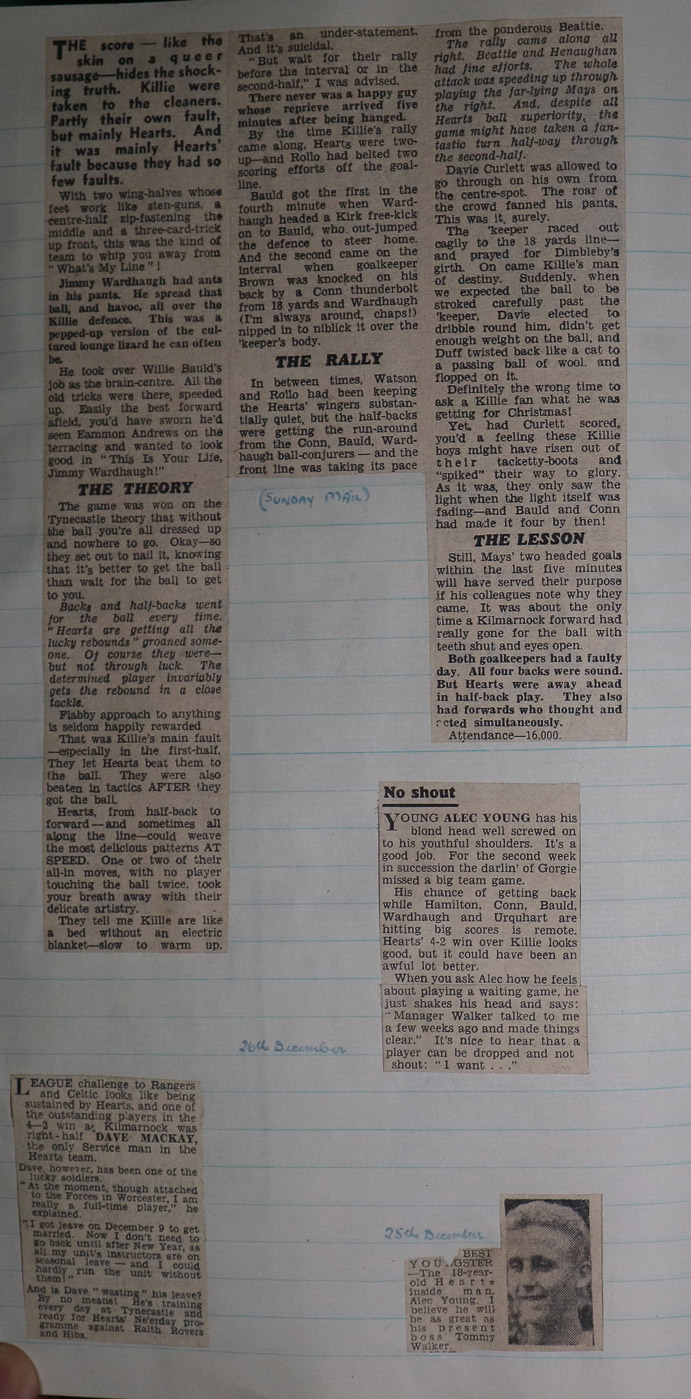 THE score — like the
skin on a queer
sausage—hides the shock-
ing truth. Killie were
taken to the cleaners.
Partly their own fault,
but mainly Hearts. And
it was mainly Hearts'
fault because they had so
few faults.
With two wing-halves whose
feet work like sten-guns, a
centre-half zip-fastening the
middle and a three-card-trick
up front, this was the kind of
team to whip you away from
"What's My Line"!
Jimmy Wardhaugh had ants
in his pants. He spread that
ball, and havoc, all over the
Killie defence. This was a
pepped-up version of the cul-
tured lounge lizard he can often
be.
He took over Willie Bauld's
job as the brain-centre. All the
old tricks were there, speeded
up. Easily the best forward
afield, you'd have sworn he'd
seen Eammon Andrews on the
terracing and wanted to look
good in "This Is Your Life,
Jimmy Wardhaugh!"
THE THEORY
The game was won on the
Tynecastle theory that without
the ball you're all dressed up
and nowhere to go. Okay—so
they set out to nail it, knowing
that it's better to get the ball
than wait for the ball to get
to you.
Backs and half-backs went
for the ball every time.
"Hearts are getting all the
lucky rebounds" groaned some-
one. Of course they were—
but not through luck. The
determined player invariably
gets the rebound in a close
tackle.
Flabby approach to anything
is seldom happily rewarded.
That was Killie's main fault
—especially in the first-half.
They let Hearts beat them to
the ball. They were also
beaten in tactics AFTER they
got the ball.
Hearts, from half-back to
forward—and sometimes all
along the line—could weave
the most delicious patterns AT
SPEED. One or two of their
all-in moves, with no player
touching the ball twice, took
your breath away with their
delicate artistry.
They tell me Killie are like
a bed without an electric
blanket—slow to warm up.
That's an under-statement.
And it's suicidal.
"But wait for their rally
before the interval or in the
second-half," I was advised.
There never was a happy guy
whose reprieve arrived five
minutes after being hanged.
By the time Killie's rally
came along, Hearts were two-
up—and Rollo had belted two
scoring efforts off the goal-
line.
Bauld got the first in the
fourth minute when Ward-
haugh headed a Kirk free-kick
on to Bauld, who out-jumped
the defence to steer home.
And the second came on the
interval when goalkeeper
Brown was knocked on his
back by a Conn thunderbolt
from 18 yards and Wardhaugh
(I'm always around, chaps!)
nipped in to niblick it over the
'keeper's body.
THE RALLY
In between times, Watson
and Rollo had been keeping
the Hearts' wingers substan-
tially quiet, but the half-backs
were getting the run-around
from the Conn, Bauld, Ward-
haugh ball-conjurers — and the
front line was taking its pace
(SUNDAY MAIL)
from the ponderous Beattie.
The rally came along all
right. Beattie and Henaughan
had fine efforts. The whole
attack was speeding up through
playing the far-lying Mays on
the right. And, despite all
Hearts ball superiority, the
game might have taken a fan-
tastic turn half-way through
the second-half.
Davie Curlett was allowed to
go through on his own from
the centre-spot. The roar of
the crowd fanned his pants.
This was it, surely.
The 'keeper raced out
cagily to the 18 yards line—
and prayed for Dimbleby's
girth. On came Killie's man
of destiny. Suddenly, when
we expected the ball to be
stroked carefully past the
'keeper, Davie elected to
dribble round him, didn't get
enough weight on the ball, and
Duff twisted back like a cat to
a passing ball of wool, and
flopped on it.
Definitely the wrong time to
ask a Killie fan what he was
getting for Christmas!
Yet, had Curlett scored,
you'd a feeling these Killie
boys might have risen out of
their tacketty-boots and
"spiked" their way to glory.
As it was, they only saw the
light when the light itself was
fading—and Bauld and Conn
had made it four by then!
THE LESSON
Still, Mays' two headed goals
within the last five minutes
will have served their purpose
if his colleagues note why they
came. It was about the only
time a Kilmarnock forward had
really gone for the ball with
teeth shut and eyes open.
Both goalkeepers had a faulty
day. All four backs were sound.
But Hearts were away ahead
in half-back play. They also
had forwards who thought and
acted simultaneously.
Attendance—16,000.
No shout
YOUNG ALEC YOUNG has his
blond head well screwed on
to his youthful shoulders. It's a
good job. For the second week
in succession the darlin' of Gorgie
missed a big team game.
His chance of getting back
while Hamilton, Conn, Bauld,
Wardhaugh and Urquhart are
hitting big scores is remote.
Hearts' 4-2 win over Killie looks
good, but it could have been an
awful lot better.
When you ask Alec how he feels
about playing a waiting game, he
just shakes his head and says:
"Manager Walker talked to me
a few weeks ago and made things
clear." It's nice to hear that a
player can be dropped and not
shout: "I want . . ."
26th December
LEAGUE challenge to Rangers
and Celtic looks like being
sustained by Hearts, and one of
the outstanding players in the
4—2 win at Kilmarnock was
right-half DAVE MACKAY,
the only Service man in the
Hearts team.
Dave, however, has been one of the
lucky soldiers.
"At the moment, though attached
to the Forces in Worcester, I am
really a full-time player," he
explained.
"I got leave on December 9 to get
married. Now I don't need to
go back until after New Year, as
all my unit's instructors are on
seasonal leave — and I could
hardly run the unit without
them!"
And is Dave "wasting" his leave?
By no means! He's training
every day at Tynecastle and
ready for Hearts' Ne'erday pro-
gramme against Raith Rovers
and Hibs.
25th December
BEST
YOU..GSTER
—The 18-year-
old Hearts
inside man,
Alec Young. I
believe he will
be as great as
his present
boss Tommy
Walker.